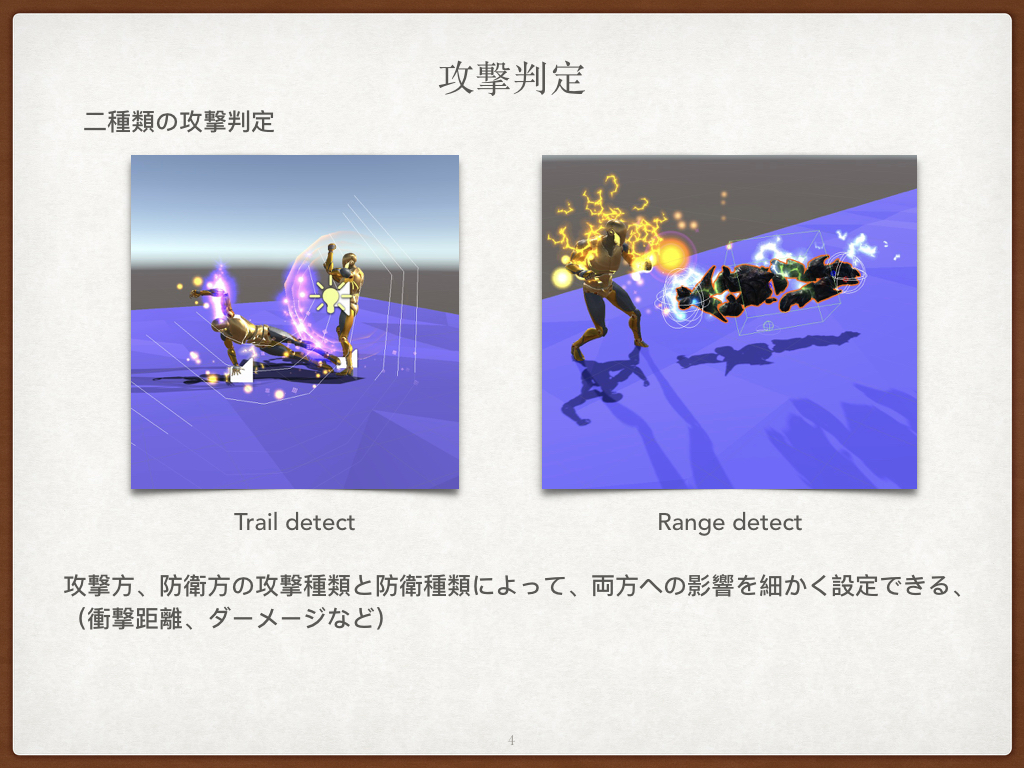 攻撃判定
二種類の攻撃判定
Trail detect
Range detect
攻撃方、防衛方の攻撃種類と防衛種類によって、両方への影響を細かく設定できる、
（衝撃距離、ダーメージなど）
4